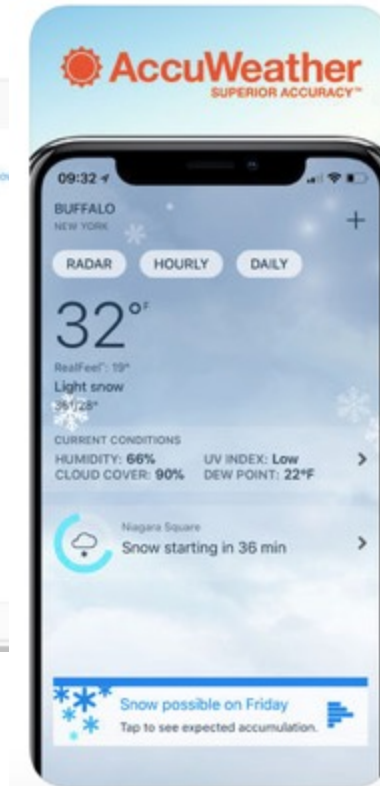 AccuWeather
SUPERIOR ACCURACY™
09:32
BUFFALO
NEW YORK
RADAR HOURLY DAILY
32°F
RealFeel®: 19°
Light snow
36°/28°
CURRENT CONDITIONS
HUMIDITY: 66% UV INDEX: Low
CLOUD COVER: 90% DEW POINT: 22°F
Niagara Square
Snow starting in 36 min
Snow possible on Friday
Tap to see expected accumulation.